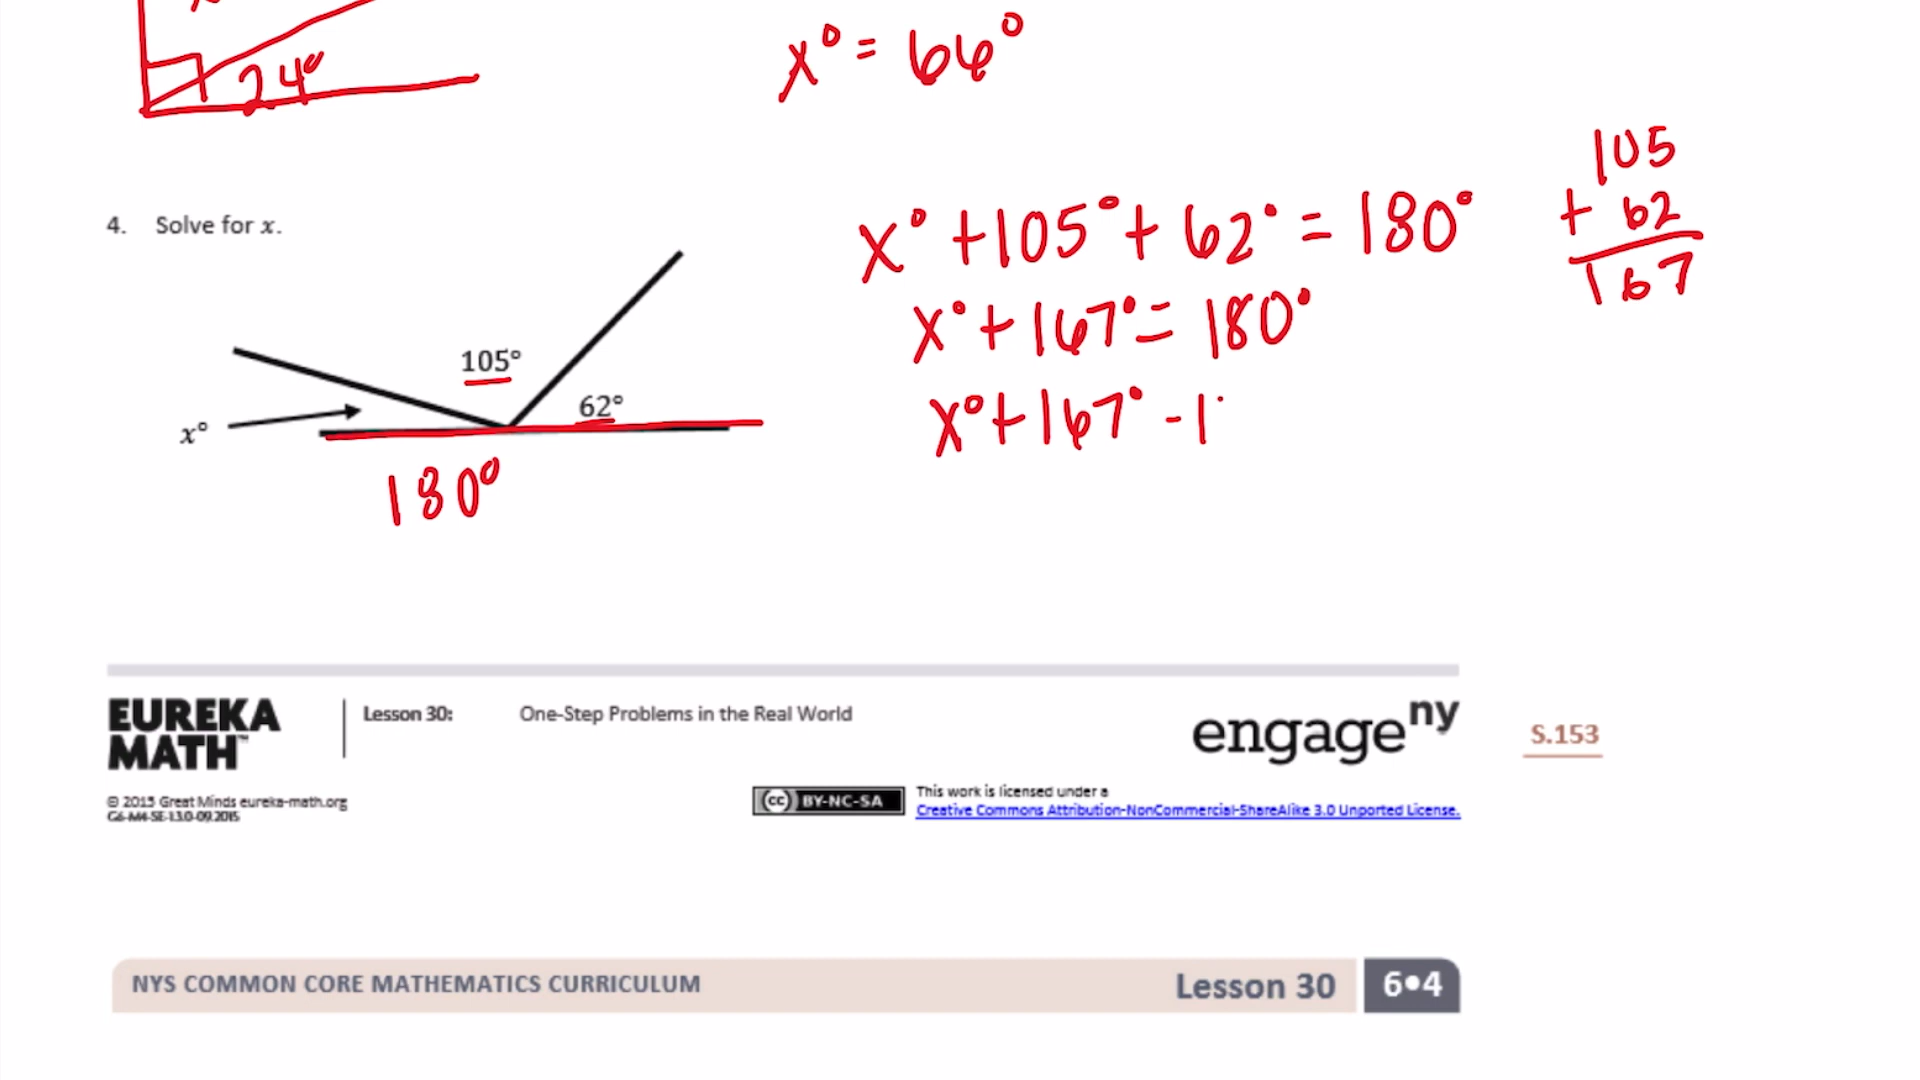 24°
x° = 66°
105
+ 62
167
4. Solve for x.
x° + 105° + 62° = 180°
x° + 167° = 180°
x° + 167° - 1
105°
62°
x°
180°
EUREKA
MATH™
Lesson 30: One-Step Problems in the Real World
engage ny
S.153
© 2015 Great Minds eureka-math.org
G6-M4-SE-1.3.0-09.2015
cc BY-NC-SA
This work is licensed under a
Creative Commons Attribution-NonCommercial-ShareAlike 3.0 Unported License.
NYS COMMON CORE MATHEMATICS CURRICULUM
Lesson 30
6•4